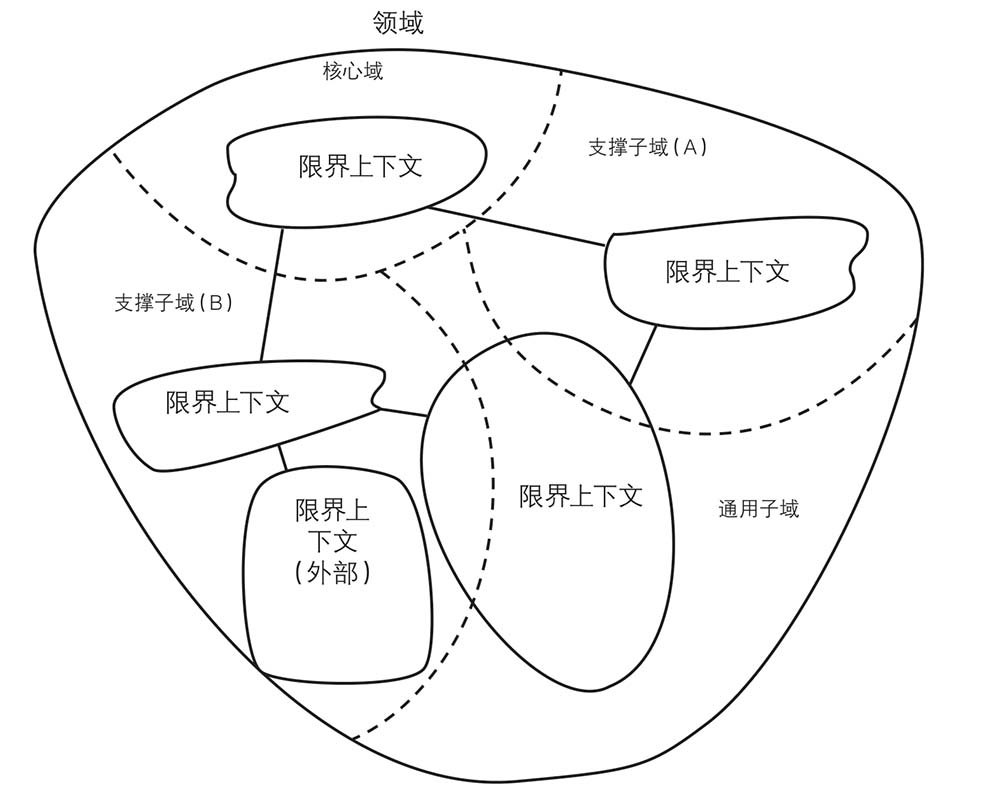 领域
核心域
限界上下文
支撑子域(A)
限界上下文
支撑子域(B)
限界上下文
限界上下文
通用子域
限界上
下文
(外部)